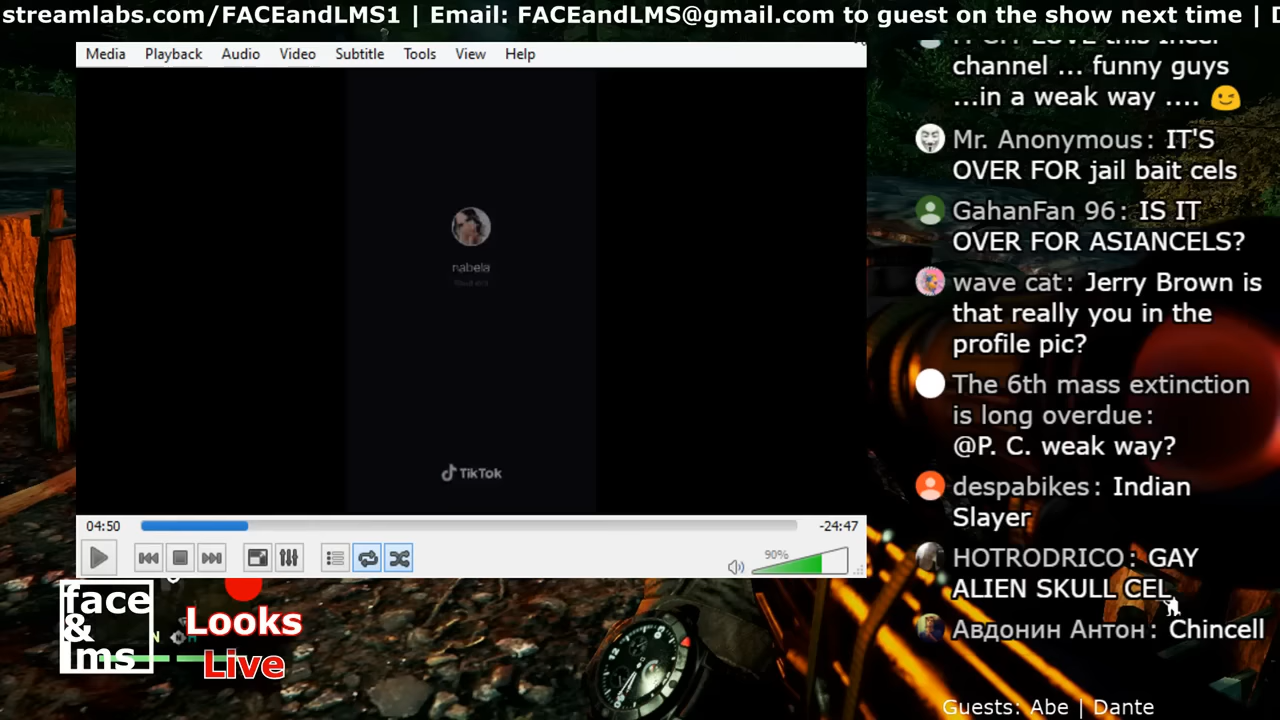 streamlabs.com/FACEandLMS1 | Email: FACEandLMS@gmail.com to guest on the show next time |
Media Playback Audio Video Subtitle Tools View Help
nabela
TikTok
04:50
-24:47
90%
face
&
lms
Looks
Live
channel ... funny guys
...in a weak way .... 😉
Mr. Anonymous: IT'S
OVER FOR jail bait cels
GahanFan 96: IS IT
OVER FOR ASIANCELS?
wave cat: Jerry Brown is
that really you in the
profile pic?
The 6th mass extinction
is long overdue:
@P. C. weak way?
despabikes: Indian
Slayer
HOTRODRICO: GAY
ALIEN SKULL CEL
Авдонин Антон: Chincell
Guests: Abe | Dante